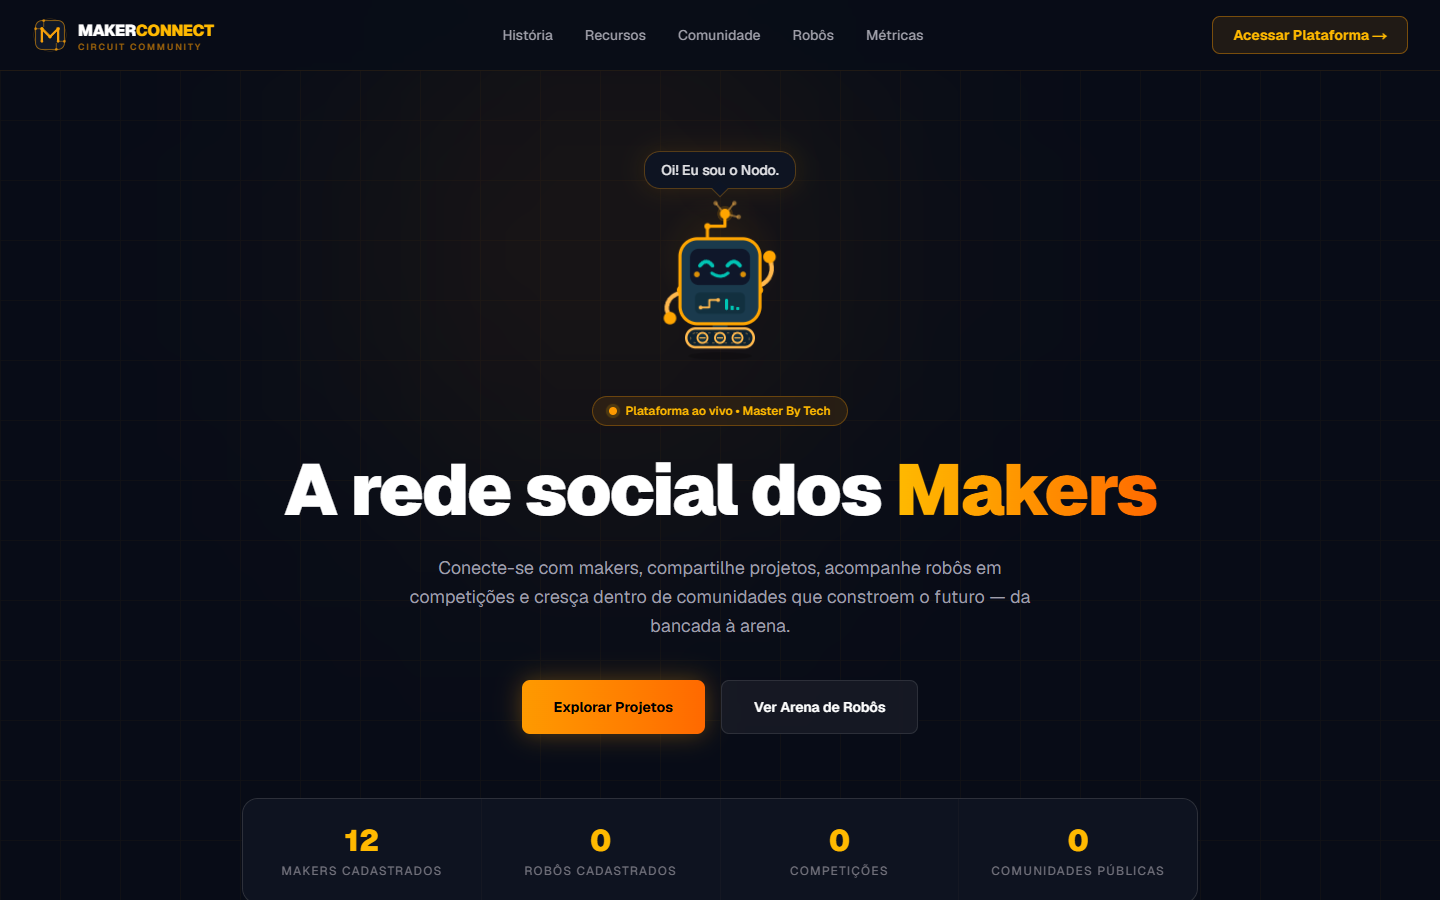 MAKERCONNECT
CIRCUIT COMMUNITY
História
Recursos
Comunidade
Robôs
Métricas
Acessar Plataforma →
Oi! Eu sou o Nodo.
Plataforma ao vivo • Master By Tech
A rede social dos Makers
Conecte-se com makers, compartilhe projetos, acompanhe robôs em
competições e cresça dentro de comunidades que constroem o futuro — da
bancada à arena.
Explorar Projetos
Ver Arena de Robôs
12
MAKERS CADASTRADOS
0
ROBÔS CADASTRADOS
0
COMPETIÇÕES
0
COMUNIDADES PÚBLICAS